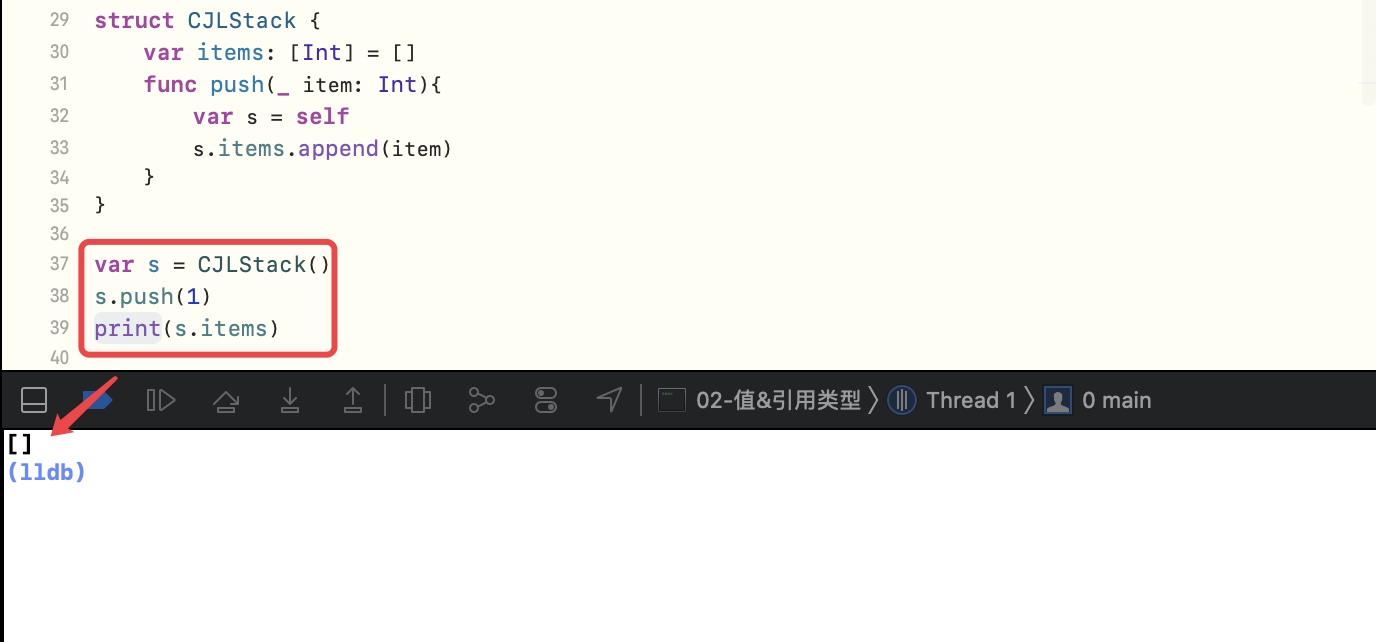 29 struct CJLStack {
30     var items: [Int] = []
31     func push(_ item: Int){
32         var s = self
33         s.items.append(item)
34     }
35 }
36
37 var s = CJLStack()
38 s.push(1)
39 print(s.items)
40
02-值&引用类型 〉 Thread 1 〉 0 main
[]
(lldb)